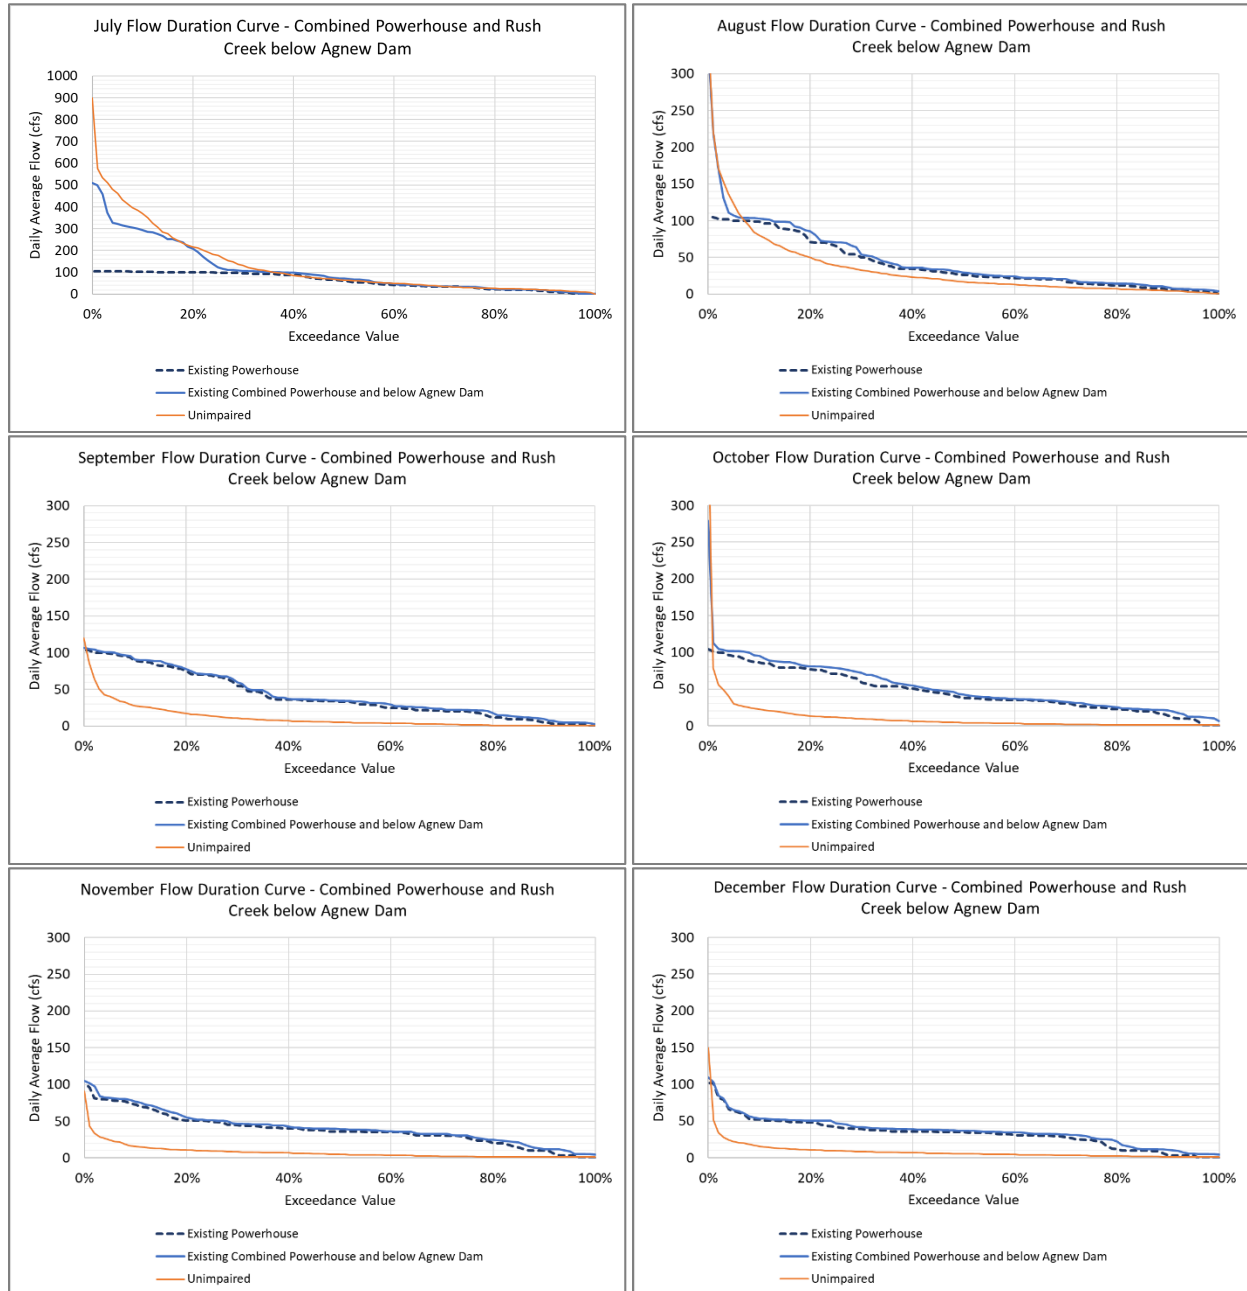 July Flow Duration Curve - Combined Powerhouse and Rush
Creek below Agnew Dam
Daily Average Flow (cfs)
1000
900
800
700
600
500
400
300
200
100
0
0% 20% 40% 60% 80% 100%
Exceedance Value
Existing Powerhouse
Existing Combined Powerhouse and below Agnew Dam
Unimpaired
August Flow Duration Curve - Combined Powerhouse and Rush
Creek below Agnew Dam
Daily Average Flow (cfs)
300
250
200
150
100
50
0
0% 20% 40% 60% 80% 100%
Exceedance Value
Existing Powerhouse
Existing Combined Powerhouse and below Agnew Dam
Unimpaired
September Flow Duration Curve - Combined Powerhouse and Rush
Creek below Agnew Dam
Daily Average Flow (cfs)
300
250
200
150
100
50
0
0% 20% 40% 60% 80% 100%
Exceedance Value
Existing Powerhouse
Existing Combined Powerhouse and below Agnew Dam
Unimpaired
October Flow Duration Curve - Combined Powerhouse and Rush
Creek below Agnew Dam
Daily Average Flow (cfs)
300
250
200
150
100
50
0
0% 20% 40% 60% 80% 100%
Exceedance Value
Existing Powerhouse
Existing Combined Powerhouse and below Agnew Dam
Unimpaired
November Flow Duration Curve - Combined Powerhouse and Rush
Creek below Agnew Dam
Daily Average Flow (cfs)
300
250
200
150
100
50
0
0% 20% 40% 60% 80% 100%
Exceedance Value
Existing Powerhouse
Existing Combined Powerhouse and below Agnew Dam
Unimpaired
December Flow Duration Curve - Combined Powerhouse and Rush
Creek below Agnew Dam
Daily Average Flow (cfs)
300
250
200
150
100
50
0
0% 20% 40% 60% 80% 100%
Exceedance Value
Existing Powerhouse
Existing Combined Powerhouse and below Agnew Dam
Unimpaired